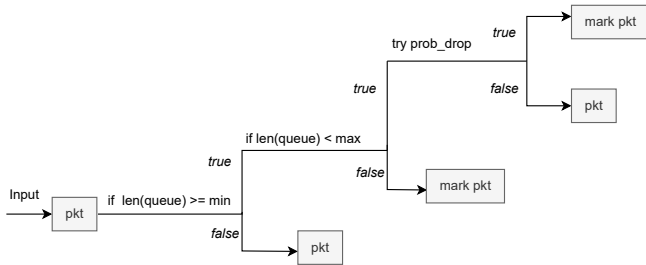 mark pkt
true
try prob_drop
false
pkt
true
if len(queue) < max
false
mark pkt
true
Input
pkt
if len(queue) >= min
false
pkt